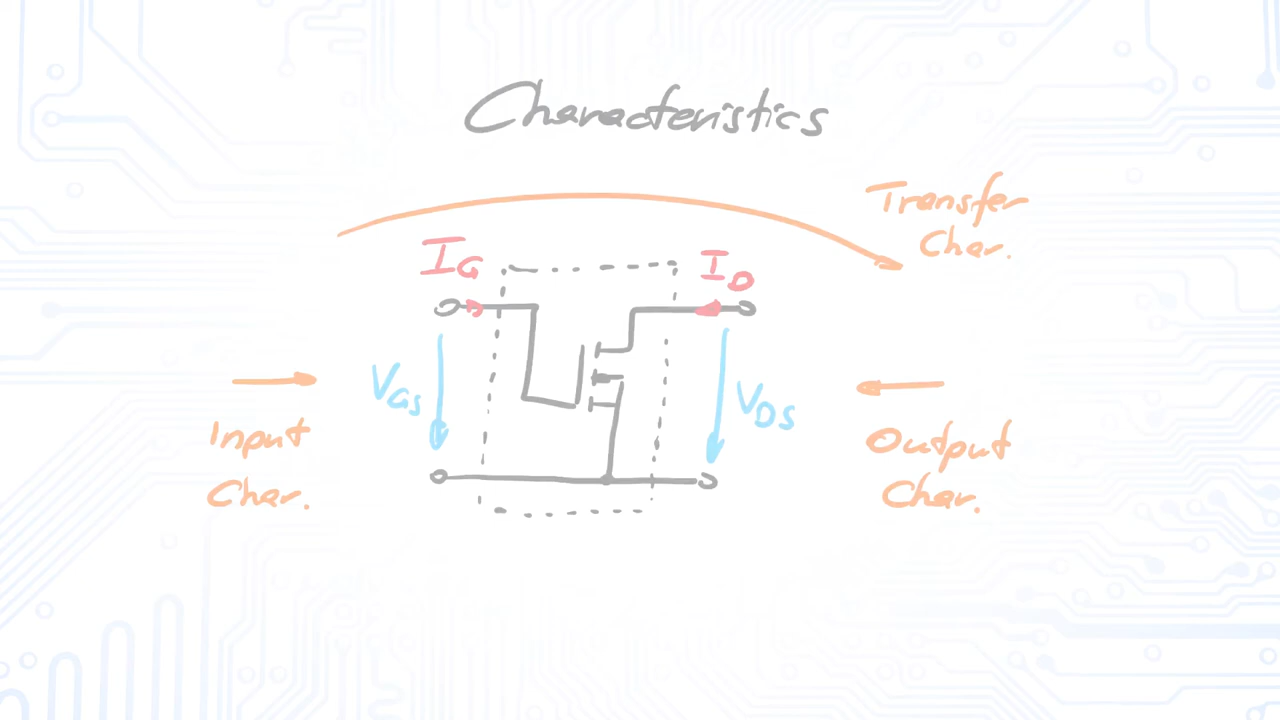 Characteristics
Transfer
Char.
I_G
I_D
V_GS
V_DS
Input
Char.
Output
Char.